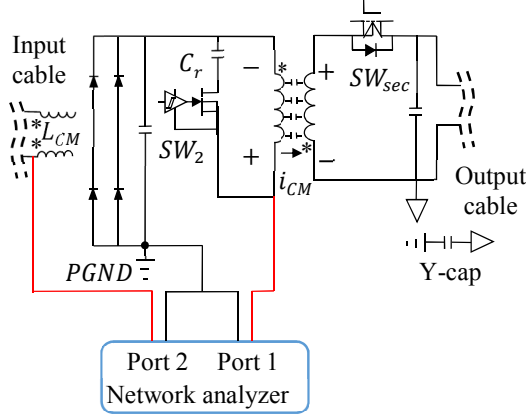 Input
cable
L_CM
* *
C_r
−
+
SW_2
*
*
i_CM
+
−
SW_sec
Output
cable
Y-cap
PGND
Port 2 Port 1
Network analyzer